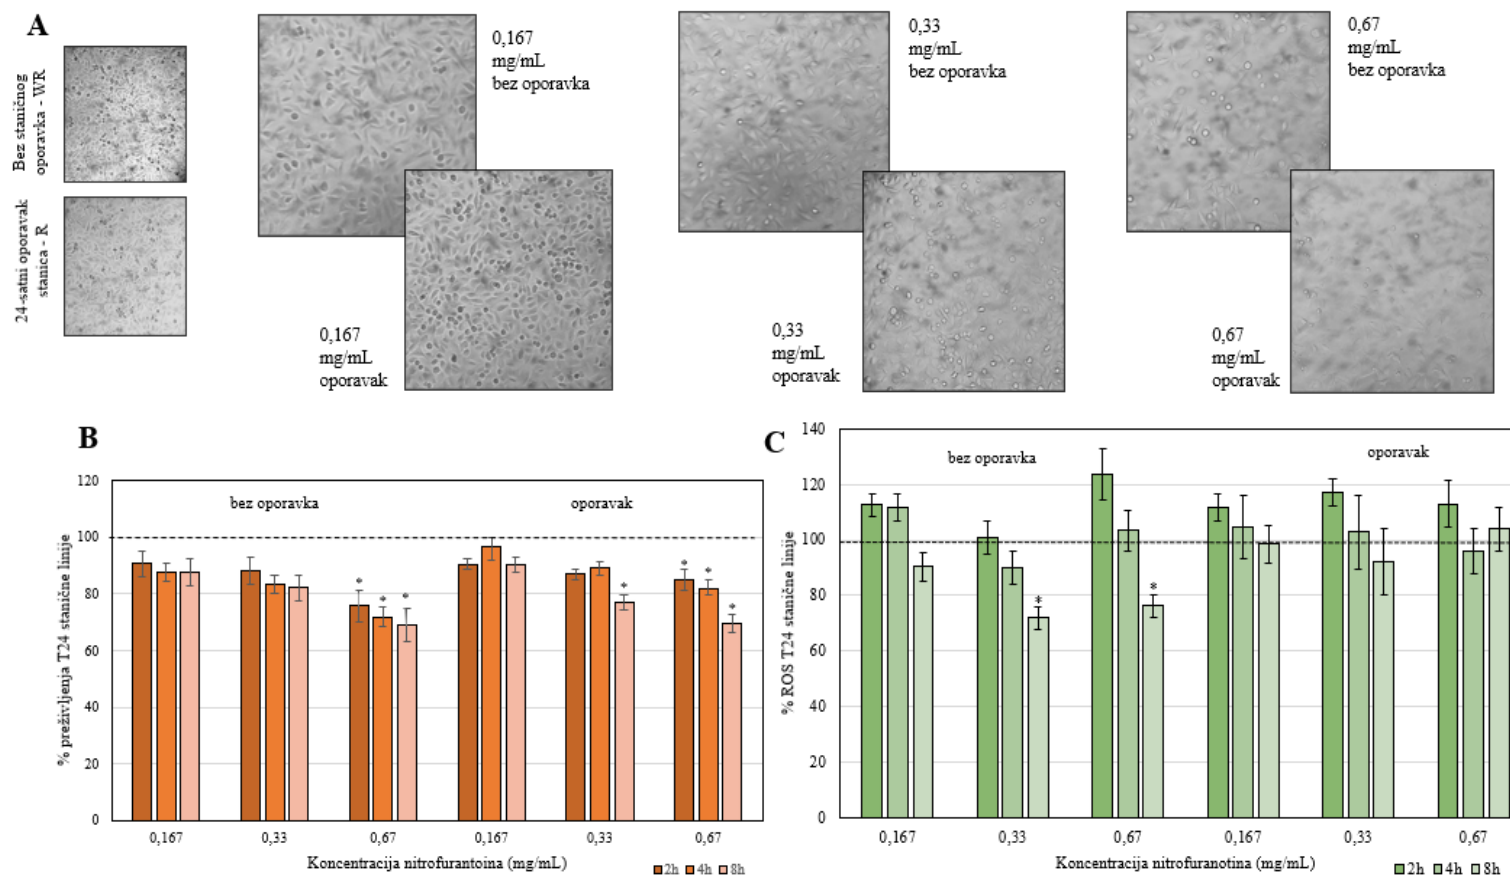 A
Bez staničnog
oporavka - WR
24-satni oporavak
stanica - R
0,167
mg/mL
bez oporavka
0,167
mg/mL
oporavak
0,33
mg/mL
bez oporavka
0,33
mg/mL
oporavak
0,67
mg/mL
bez oporavka
0,67
mg/mL
oporavak
B
% preživljenja T24 stanične linije
120
100
80
60
40
20
0
bez oporavka
oporavak
* * *
*
* * *
0,167 0,33 0,67 0,167 0,33 0,67
Koncentracija nitrofurantoina (mg/mL)
2h 4h 8h
C
% ROS T24 stanične linije
140
120
100
80
60
40
20
0
bez oporavka
oporavak
* *
0,167 0,33 0,67 0,167 0,33 0,67
Koncentracija nitrofuranotina (mg/mL)
2h 4h 8h